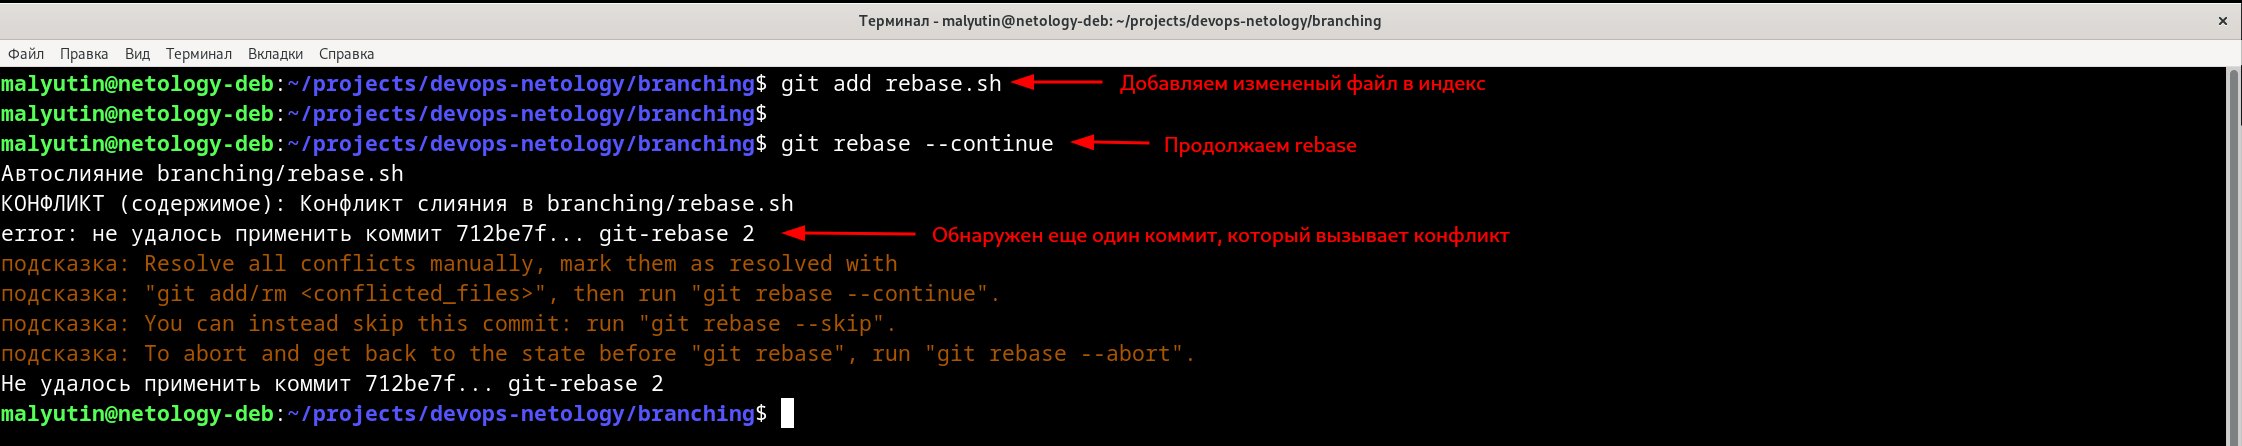 Терминал - malyutin@netology-deb: ~/projects/devops-netology/branching ×
Файл Правка Вид Терминал Вкладки Справка
malyutin@netology-deb:~/projects/devops-netology/branching$ git add rebase.sh Добавляем измененый файл в индекс
malyutin@netology-deb:~/projects/devops-netology/branching$
malyutin@netology-deb:~/projects/devops-netology/branching$ git rebase --continue Продолжаем rebase
Автослияние branching/rebase.sh
КОНФЛИКТ (содержимое): Конфликт слияния в branching/rebase.sh
error: не удалось применить коммит 712be7f... git-rebase 2 Обнаружен еще один коммит, который вызывает конфликт
подсказка: Resolve all conflicts manually, mark them as resolved with
подсказка: "git add/rm <conflicted_files>", then run "git rebase --continue".
подсказка: You can instead skip this commit: run "git rebase --skip".
подсказка: To abort and get back to the state before "git rebase", run "git rebase --abort".
Не удалось применить коммит 712be7f... git-rebase 2
malyutin@netology-deb:~/projects/devops-netology/branching$